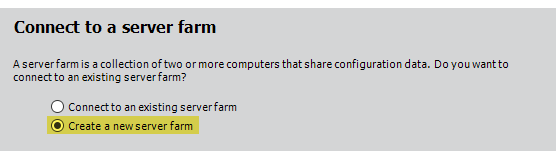 Connect to a server farm
A server farm is a collection of two or more computers that share configuration data. Do you want to
connect to an existing server farm?
Connect to an existing server farm
Create a new server farm